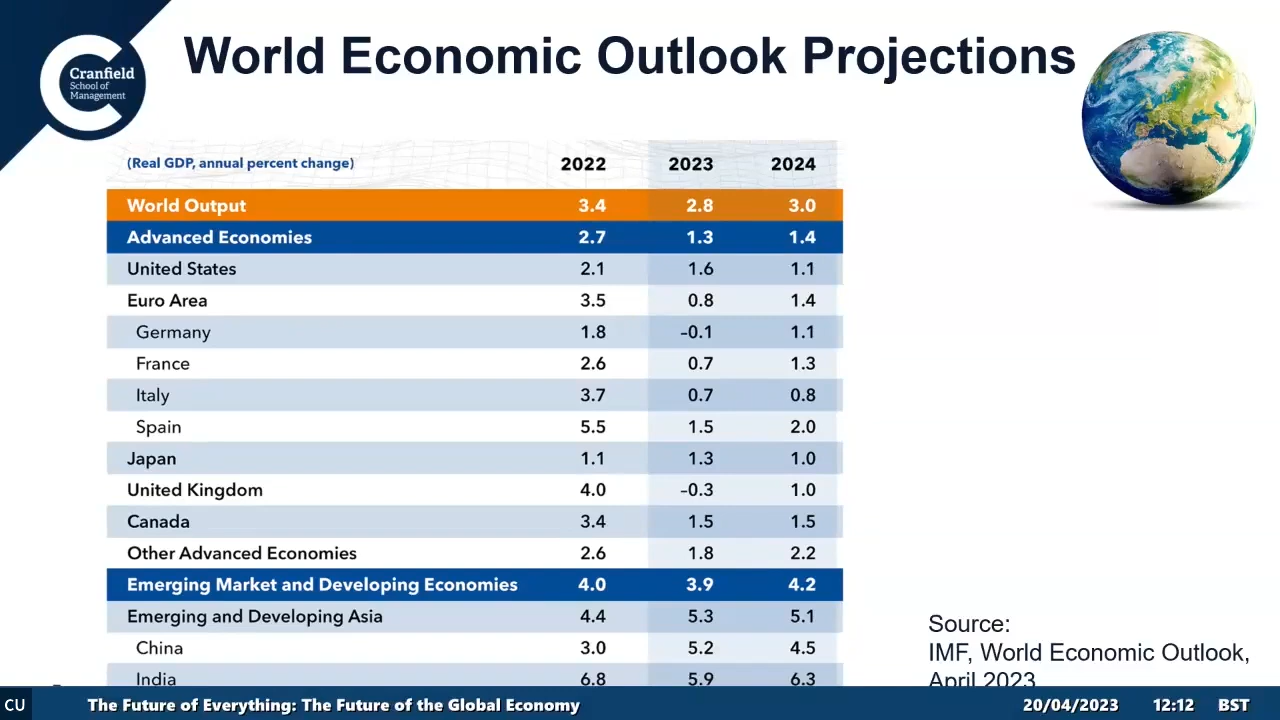 World Economic Outlook Projections
Cranfield
School of
Management
(Real GDP, annual percent change) 2022 2023 2024
World Output 3.4 2.8 3.0
Advanced Economies 2.7 1.3 1.4
United States 2.1 1.6 1.1
Euro Area 3.5 0.8 1.4
Germany 1.8 –0.1 1.1
France 2.6 0.7 1.3
Italy 3.7 0.7 0.8
Spain 5.5 1.5 2.0
Japan 1.1 1.3 1.0
United Kingdom 4.0 –0.3 1.0
Canada 3.4 1.5 1.5
Other Advanced Economies 2.6 1.8 2.2
Emerging Market and Developing Economies 4.0 3.9 4.2
Emerging and Developing Asia 4.4 5.3 5.1
China 3.0 5.2 4.5
India 6.8 5.9 6.3
Source:
IMF, World Economic Outlook,
April 2023
CU The Future of Everything: The Future of the Global Economy 20/04/2023 12:12 BST